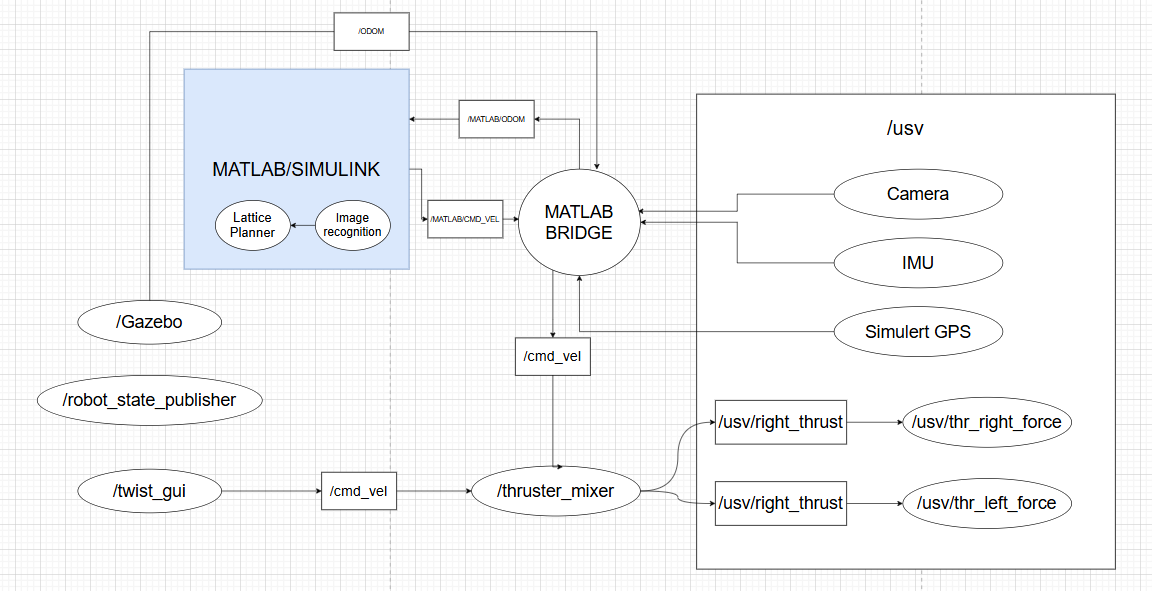 /ODOM
/MATLAB/ODOM
MATLAB/SIMULINK
/MATLAB/CMD_VEL
Lattice
Planner
Image
recognition
MATLAB
BRIDGE
/usv
Camera
IMU
Simulert GPS
/Gazebo
/cmd_vel
/robot_state_publisher
/usv/right_thrust
/usv/thr_right_force
/twist_gui
/cmd_vel
/thruster_mixer
/usv/right_thrust
/usv/thr_left_force